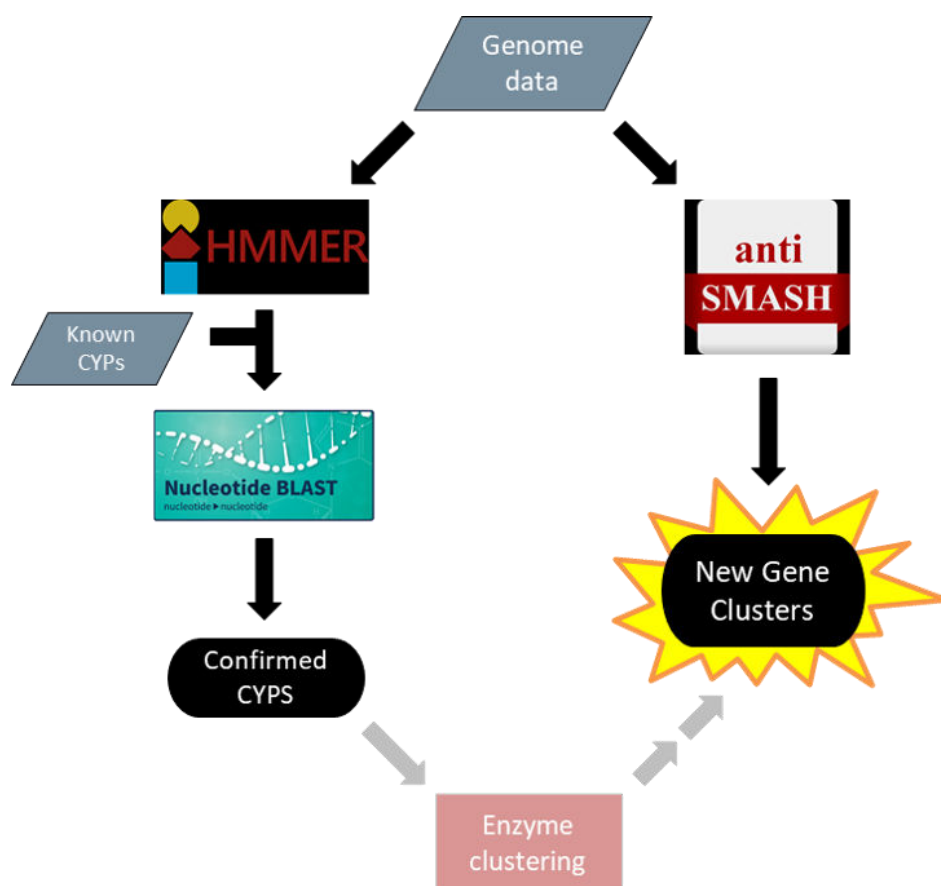 Genome
data
HMMER
anti
SMASH
Known
CYPs
Nucleotide BLAST
nucleotide ▶ nucleotide
New Gene
Clusters
Confirmed
CYPS
Enzyme
clustering